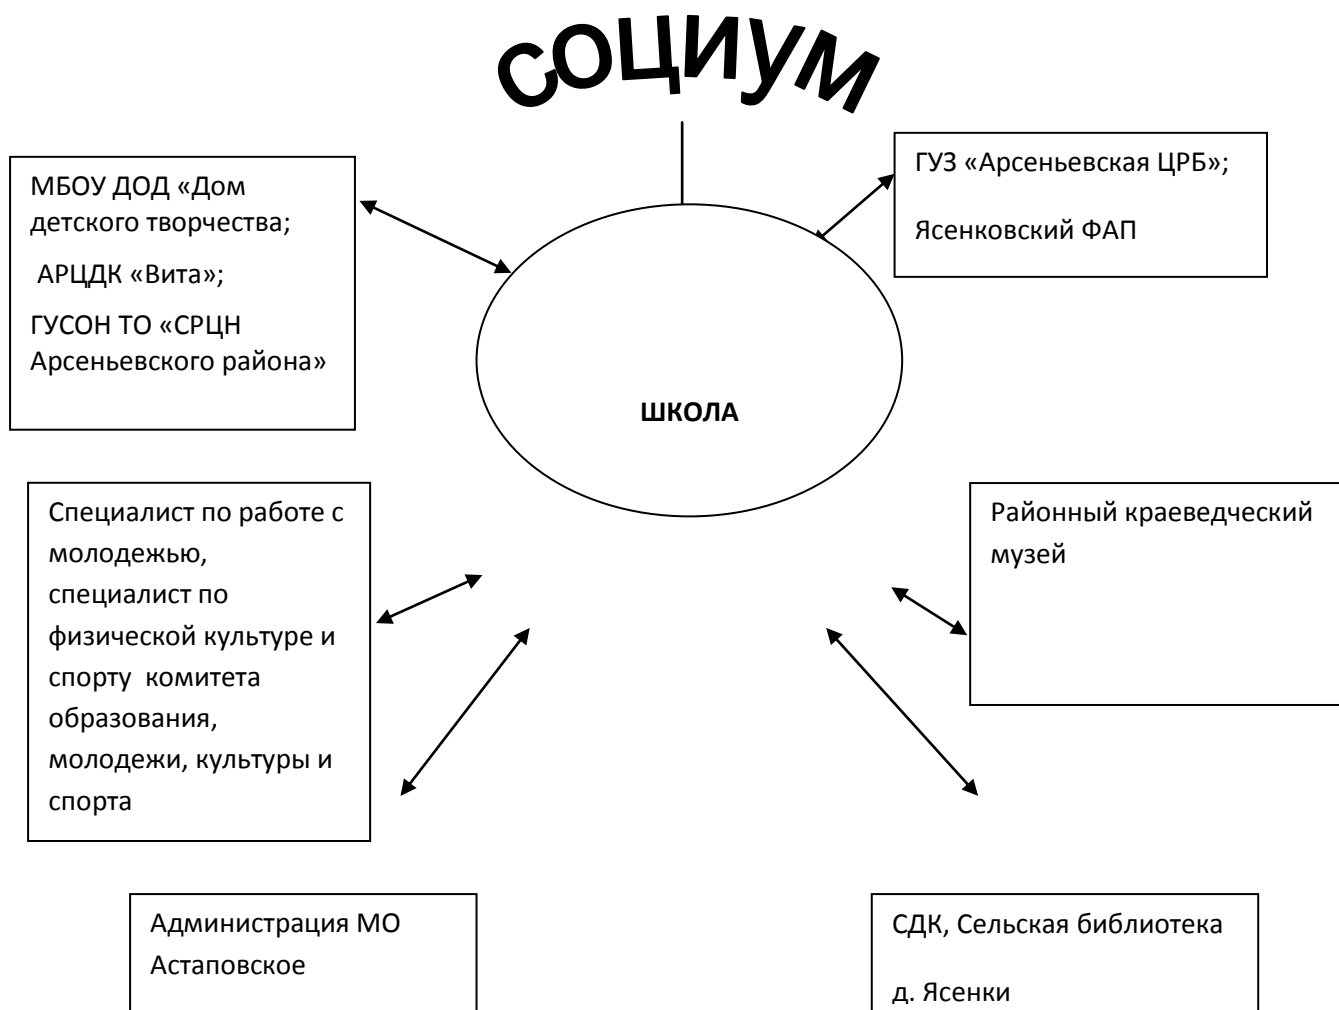 СОЦИУМ
МБОУ ДОД «Дом
детского творчества;
АРЦДК «Вита»;
ГУСОН ТО «СРЦН
Арсеньевского района»
ГУЗ «Арсеньевская ЦРБ»;
Ясенковский ФАП
ШКОЛА
Специалист по работе с
молодежью,
специалист по
физической культуре и
спорту  комитета
образования,
молодежи, культуры и
спорта
Районный краеведческий
музей
Администрация МО
Астаповское
СДК, Сельская библиотека
д. Ясенки